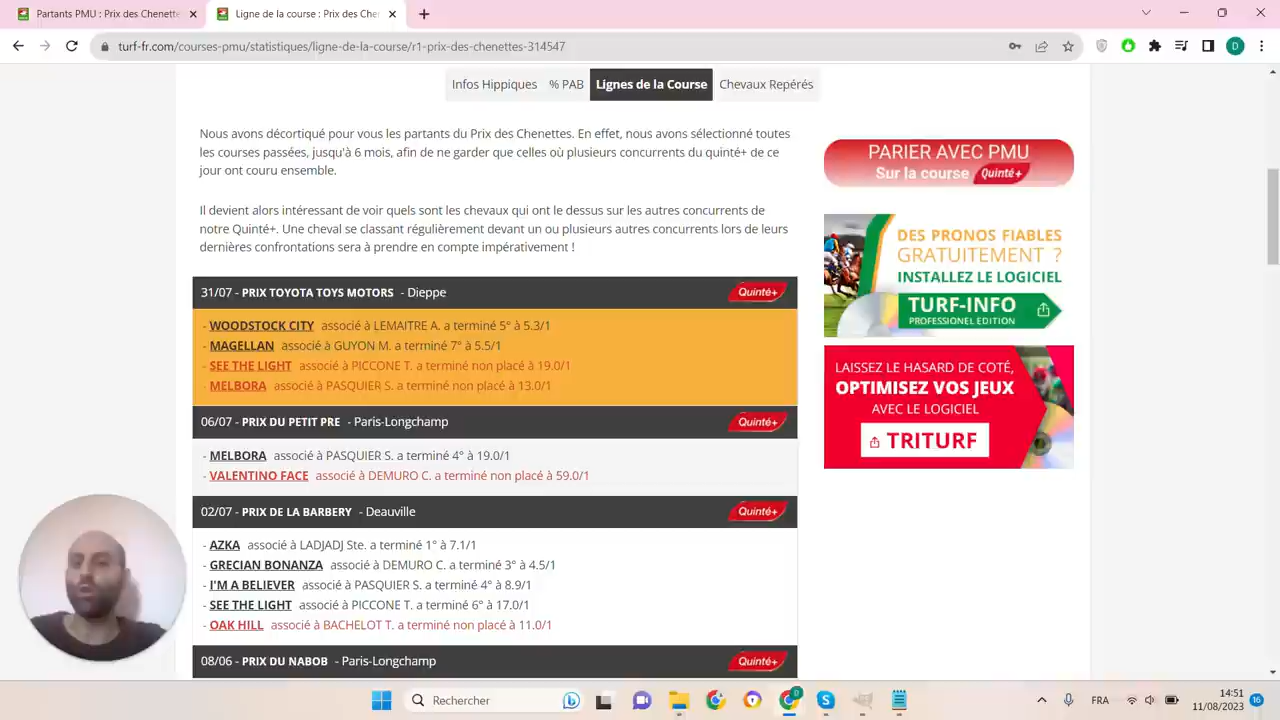 Partants PMU : Prix des Chenettes
Ligne de la course : Prix des Cher
turf-fr.com/courses-pmu/statistiques/ligne-de-la-course/r1-prix-des-chenettes-314547
D
Infos Hippiques % PAB Lignes de la Course Chevaux Repérés
Nous avons décortiqué pour vous les partants du Prix des Chenettes. En effet, nous avons sélectionné toutes
les courses passées, jusqu'à 6 mois, afin de ne garder que celles où plusieurs concurrents du quinté+ de ce
jour ont couru ensemble.
Il devient alors intéressant de voir quels sont les chevaux qui ont le dessus sur les autres concurrents de
notre Quinté+. Une cheval se classant régulièrement devant un ou plusieurs autres concurrents lors de leurs
dernières confrontations sera à prendre en compte impérativement !
31/07 - PRIX TOYOTA TOYS MOTORS - Dieppe Quinté+
- WOODSTOCK CITY associé à LEMAITRE A. a terminé 5° à 5.3/1
- MAGELLAN associé à GUYON M. a terminé 7° à 5.5/1
- SEE THE LIGHT associé à PICCONE T. a terminé non placé à 19.0/1
- MELBORA associé à PASQUIER S. a terminé non placé à 13.0/1
06/07 - PRIX DU PETIT PRE - Paris-Longchamp Quinté+
- MELBORA associé à PASQUIER S. a terminé 4° à 19.0/1
- VALENTINO FACE associé à DEMURO C. a terminé non placé à 59.0/1
02/07 - PRIX DE LA BARBERY - Deauville Quinté+
- AZKA associé à LADJADJ Ste. a terminé 1° à 7.1/1
- GRECIAN BONANZA associé à DEMURO C. a terminé 3° à 4.5/1
- I'M A BELIEVER associé à PASQUIER S. a terminé 4° à 8.9/1
- SEE THE LIGHT associé à PICCONE T. a terminé 6° à 17.0/1
- OAK HILL associé à BACHELOT T. a terminé non placé à 11.0/1
08/06 - PRIX DU NABOB - Paris-Longchamp Quinté+
PARIER AVEC PMU
Sur la course Quinté+
DES PRONOS FIABLES
GRATUITEMENT ?
INSTALLEZ LE LOGICIEL
TURF-INFO
PROFESSIONEL EDITION
LAISSEZ LE HASARD DE COTÉ,
OPTIMISEZ VOS JEUX
AVEC LE LOGICIEL
TRITURF
Rechercher
FRA
14:51
11/08/2023
16